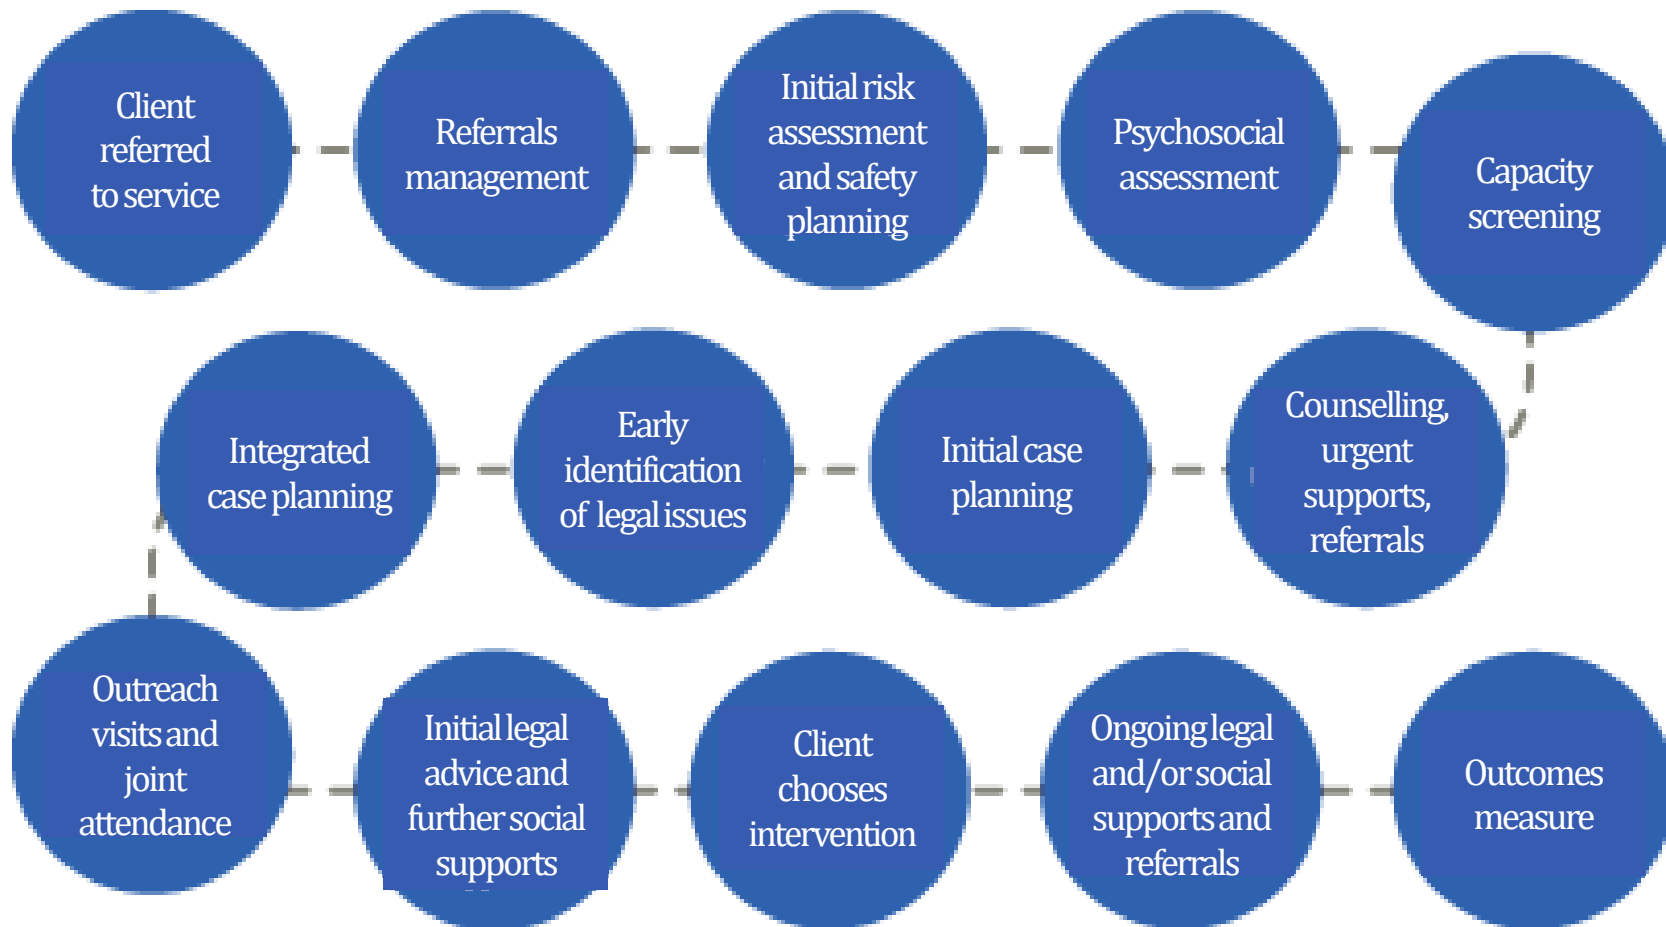 Client
referred
to service
Referrals
management
Initial risk
assessment
and safety
planning
Psychosocial
assessment
Capacity
screening
Counselling,
urgent
supports,
referrals
Initial case
planning
Early
identification
of legal issues
Integrated
case planning
Outreach
visits and
joint
attendance
Initial legal
advice and
further social
supports
Client
chooses
intervention
Ongoing legal
and/or social
supports and
referrals
Outcomes
measure